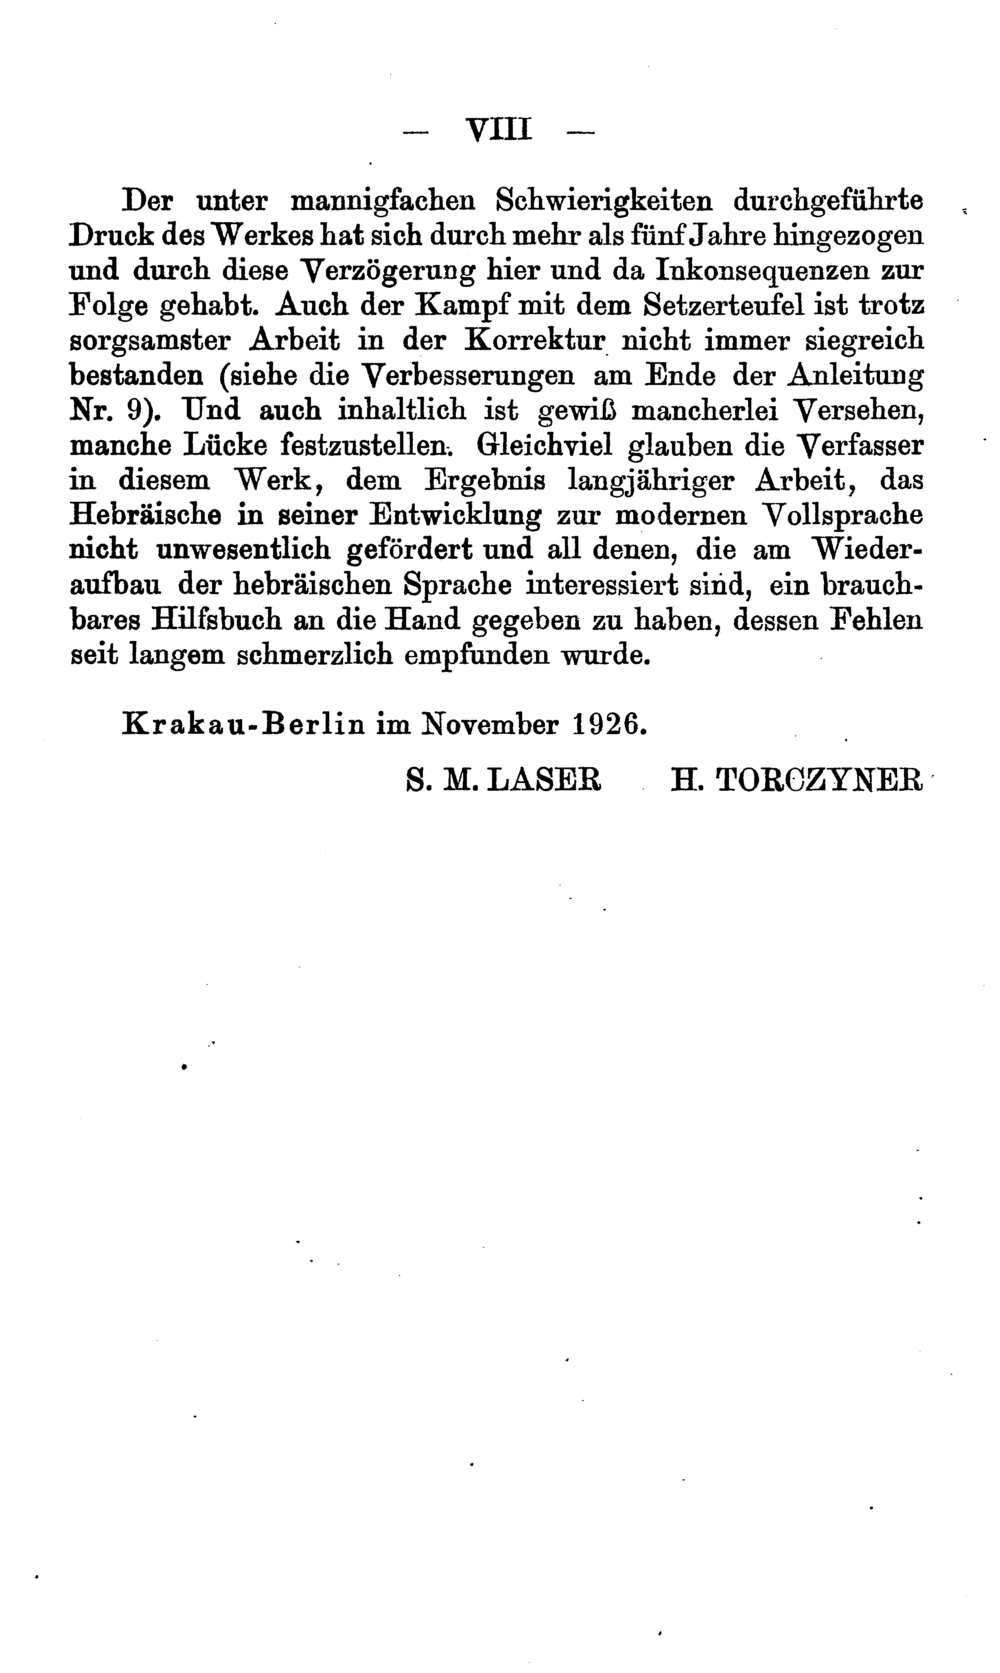 — VIII —
Der unter mannigfachen Schwierigkeiten durchgeführte
Druck des Werkes hat sich durch mehr als fünf Jahre hingezogen
und durch diese Verzögerung hier und da Inkonsequenzen zur
Folge gehabt. Auch der Kampf mit dem Setzerteufel ist trotz
sorgsamster Arbeit in der Korrektur nicht immer siegreich
bestanden (siehe die Verbesserungen am Ende der Anleitung
Nr. 9). Und auch inhaltlich ist gewiß mancherlei Versehen,
manche Lücke festzustellen. Gleichviel glauben die Verfasser
in diesem Werk, dem Ergebnis langjähriger Arbeit, das
Hebräische in seiner Entwicklung zur modernen Vollsprache
nicht unwesentlich gefördert und all denen, die am Wieder-
aufbau der hebräischen Sprache interessiert sind, ein brauch-
bares Hilfsbuch an die Hand gegeben zu haben, dessen Fehlen
seit langem schmerzlich empfunden wurde.
Krakau-Berlin im November 1926.
S. M. LASER H. TORCZYNER